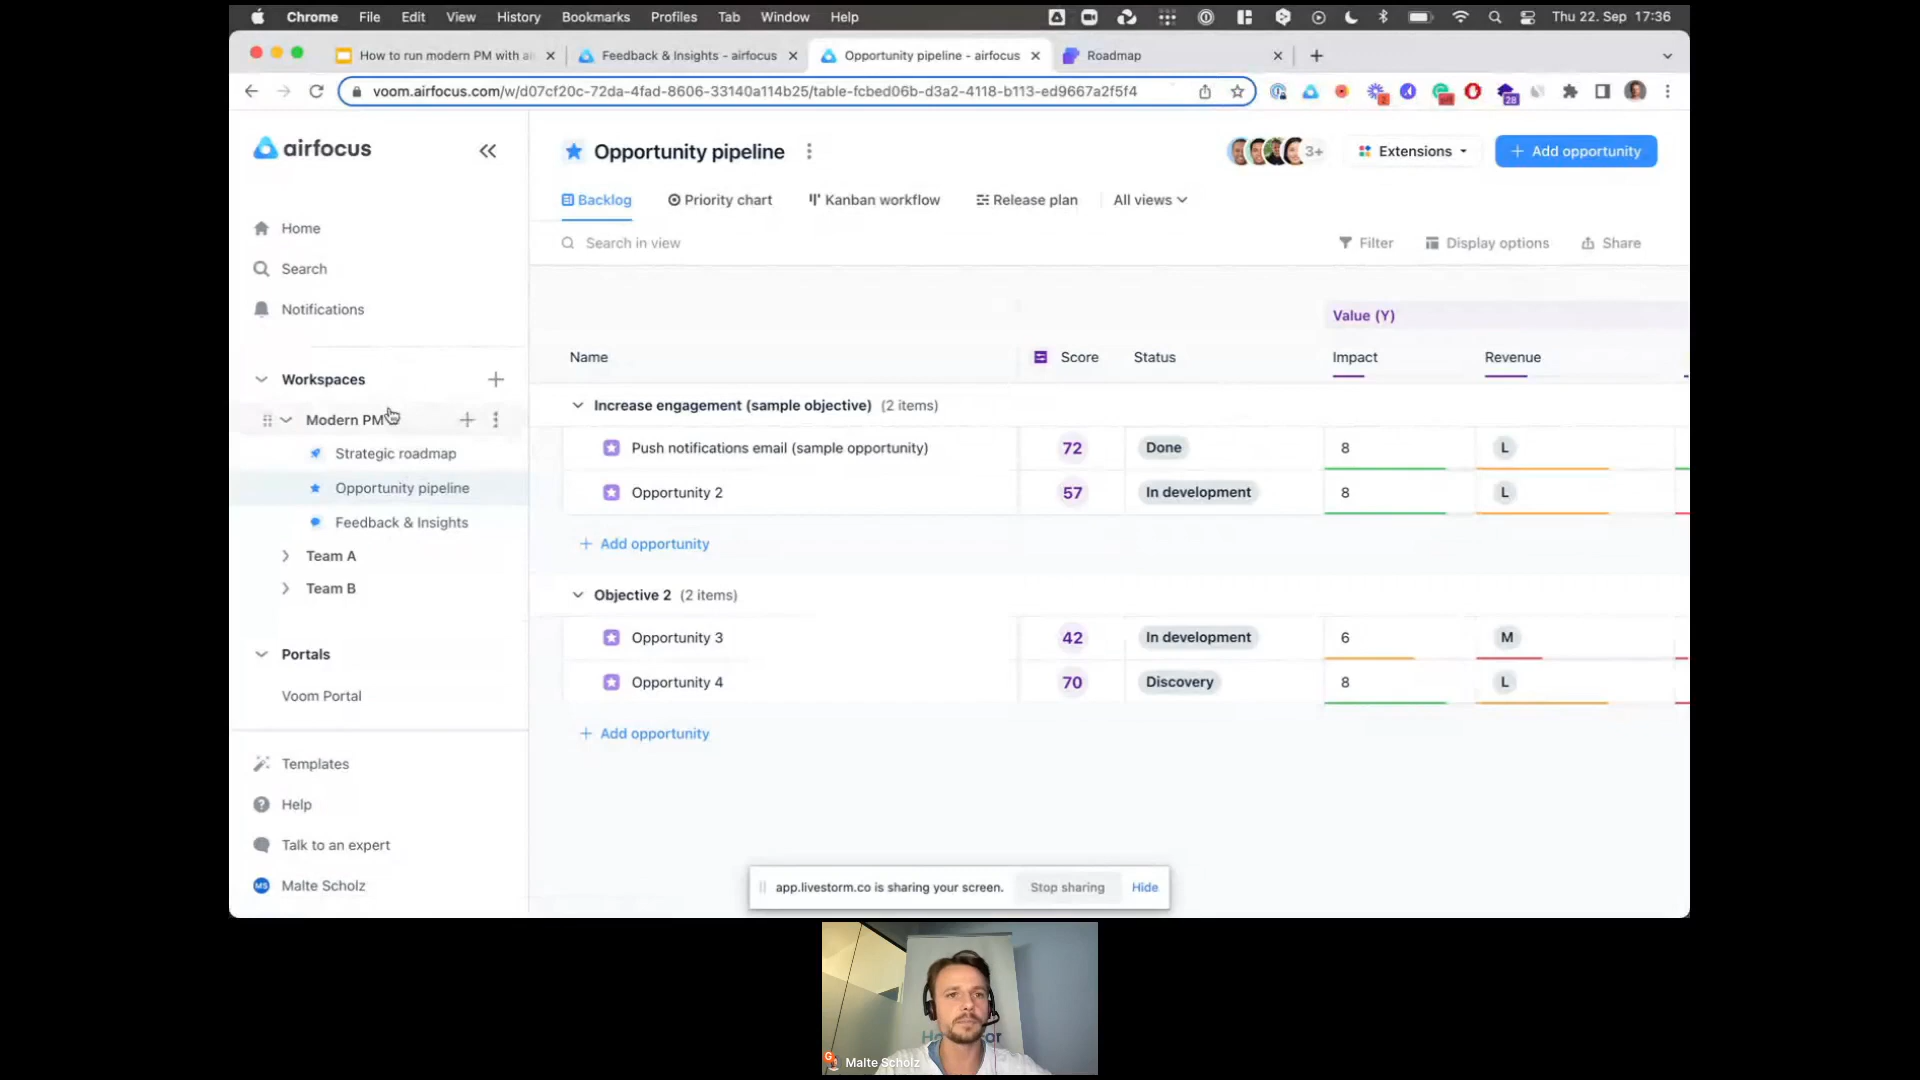 Chrome File Edit View History Bookmarks Profiles Tab Window Help Thu 22. Sep 17:36
How to run modern PM with ai Feedback & Insights - airfocus Opportunity pipeline - airfocus Roadmap
voom.airfocus.com/w/d07cf20c-72da-4fad-8606-33140a114b25/table-fcbed06b-d3a2-4118-b113-ed9667a2f5f4
airfocus
Opportunity pipeline
3+
Extensions
+ Add opportunity
Backlog Priority chart Kanban workflow Release plan All views
Search in view
Filter Display options Share
Home
Search
Notifications
Workspaces
Modern PM
Strategic roadmap
Opportunity pipeline
Feedback & Insights
Team A
Team B
Portals
Voom Portal
Templates
Help
Talk to an expert
MS Malte Scholz
Value (Y)
Name Score Status Impact Revenue
Increase engagement (sample objective) (2 items)
Push notifications email (sample opportunity) 72 Done 8 L
Opportunity 2 57 In development 8 L
+ Add opportunity
Objective 2 (2 items)
Opportunity 3 42 In development 6 M
Opportunity 4 70 Discovery 8 L
+ Add opportunity
app.livestorm.co is sharing your screen. Stop sharing Hide
Malte Scholz